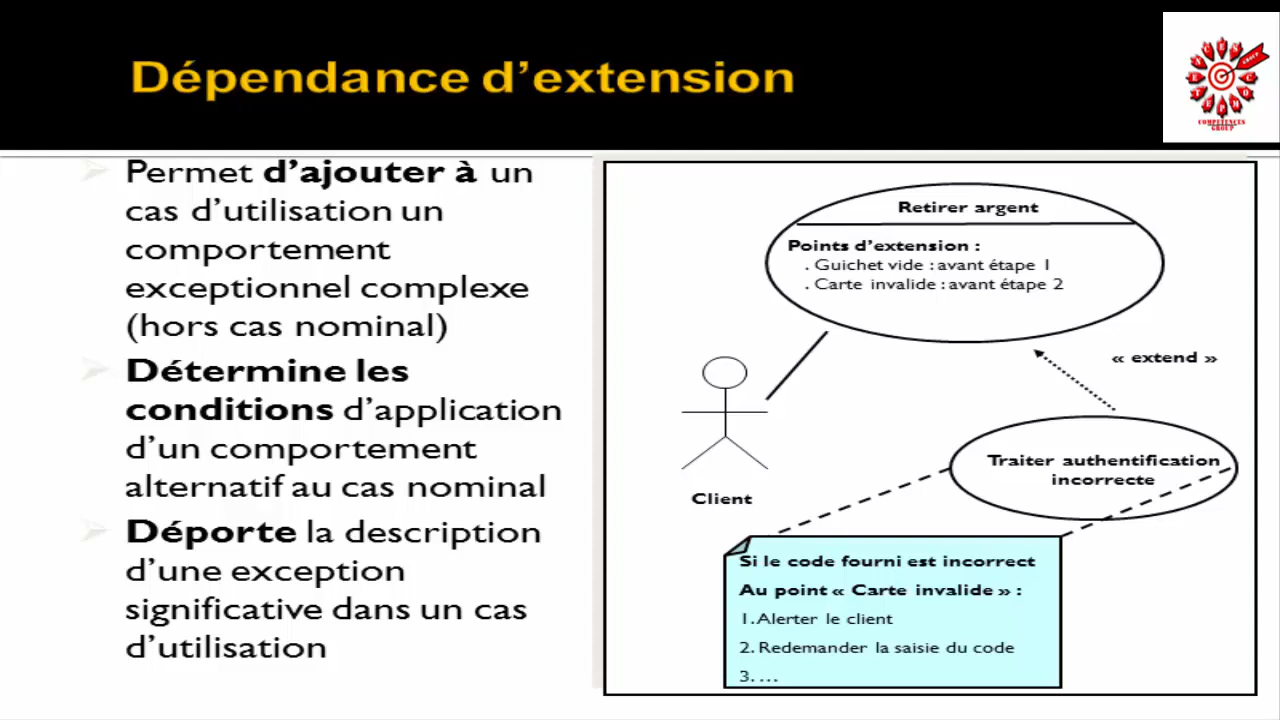 Dépendance d'extension
COMPETENCES
GROUP
Permet d'ajouter à un
cas d'utilisation un
comportement
exceptionnel complexe
(hors cas nominal)
Détermine les
conditions d'application
d'un comportement
alternatif au cas nominal
Déporte la description
d'une exception
significative dans un cas
d'utilisation
Retirer argent
Points d'extension :
. Guichet vide : avant étape 1
. Carte invalide : avant étape 2
« extend »
Traiter authentification
incorrecte
Client
Si le code fourni est incorrect
Au point « Carte invalide » :
1. Alerter le client
2. Redemander la saisie du code
3. ...